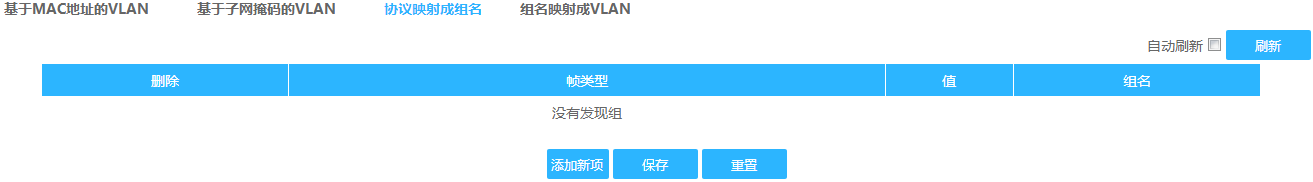 基于MAC地址的VLAN 基于子网掩码的VLAN 协议映射成组名 组名映射成VLAN
自动刷新 刷新
删除 帧类型 值 组名
没有发现组
添加新项 保存 重置